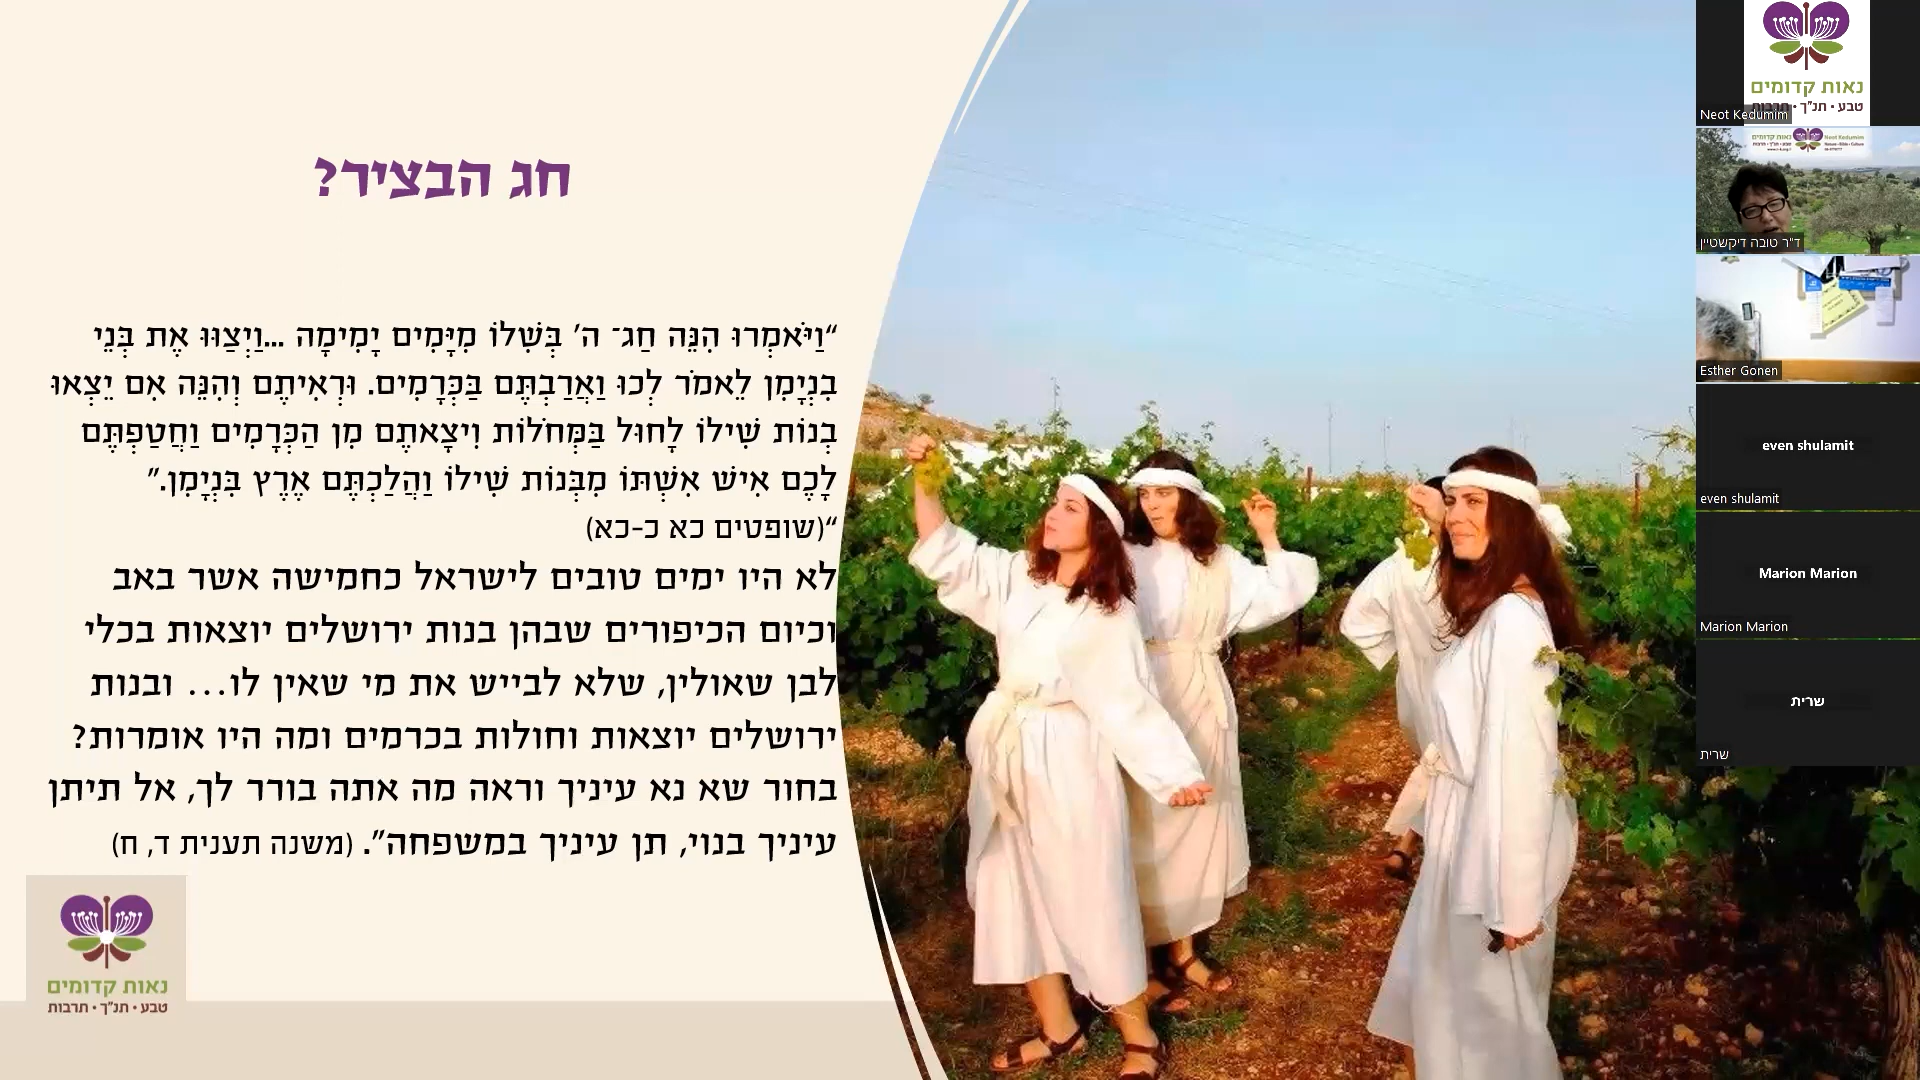 חג הבציר?
"וַיֹּאמְרוּ הִנֵּה חַג־ ה' בְּשִׁלוֹ מִיָּמִים יָמִימָה ...וַיְצַוּוּ אֶת בְּנֵי
בִנְיָמִן לֵאמֹר לְכוּ וַאֲרַבְתֶּם בַּכְּרָמִים. וּרְאִיתֶם וְהִנֵּה אִם יֵצְאוּ
בְנוֹת שִׁילוֹ לָחוּל בַּמְּחֹלוֹת וִיצָאתֶם מִן הַכְּרָמִים וַחֲטַפְתֶּם
לָכֶם אִישׁ אִשְׁתּוֹ מִבְּנוֹת שִׁילוֹ וַהֲלַכְתֶּם אֶרֶץ בִּנְיָמִן."
"(שופטים כא כ-כא)
לא היו ימים טובים לישראל כחמישה אשר באב
וכיום הכיפורים שבהן בנות ירושלים יוצאות בכלי
לבן שאולין, שלא לבייש את מי שאין לו... ובנות
ירושלים יוצאות וחולות בכרמים ומה היו אומרות?
בחור שא נא עיניך וראה מה אתה בורר לך, אל תיתן
עיניך בנוי, תן עיניך במשפחה". (משנה תענית ד, ח)
נאות קדומים
טבע • תנ"ך • תרבות
נאות קדומים
טבע • תנ"ך • תרבות
Neot Kedumim
נאות קדומים
Neot Kedumim
ד"ר טובה דיקשטיין
Esther Gonen
even shulamit
even shulamit
Marion Marion
Marion Marion
שרית
שרית